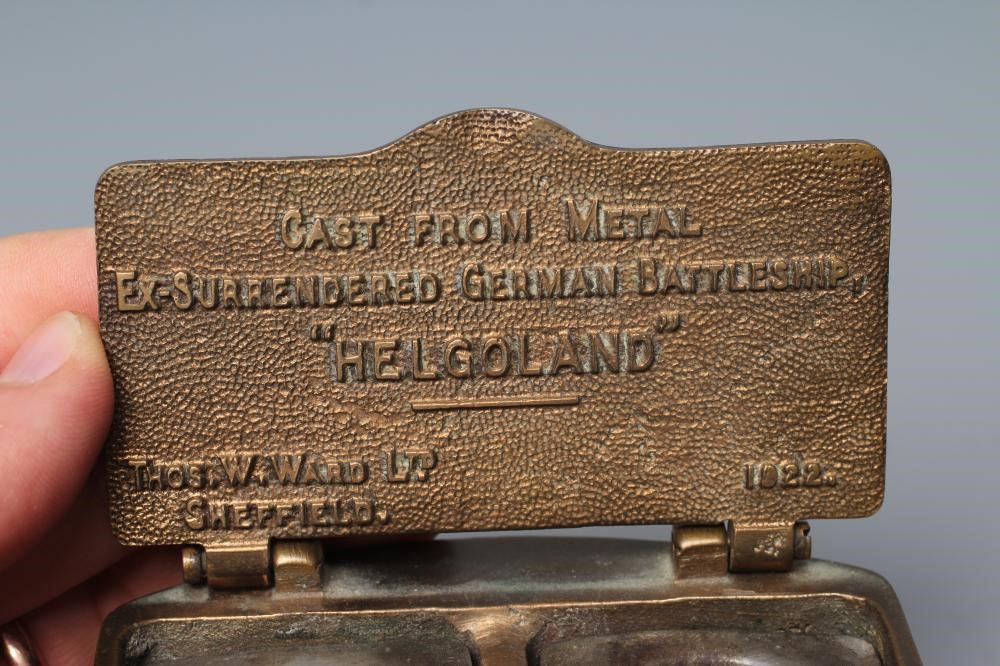 CAST FROM METAL
EX-SURRENDERED GERMAN BATTLESHIP,
"HELGOLAND"
THOS. W. WARD LTD
SHEFFIELD.
1922.